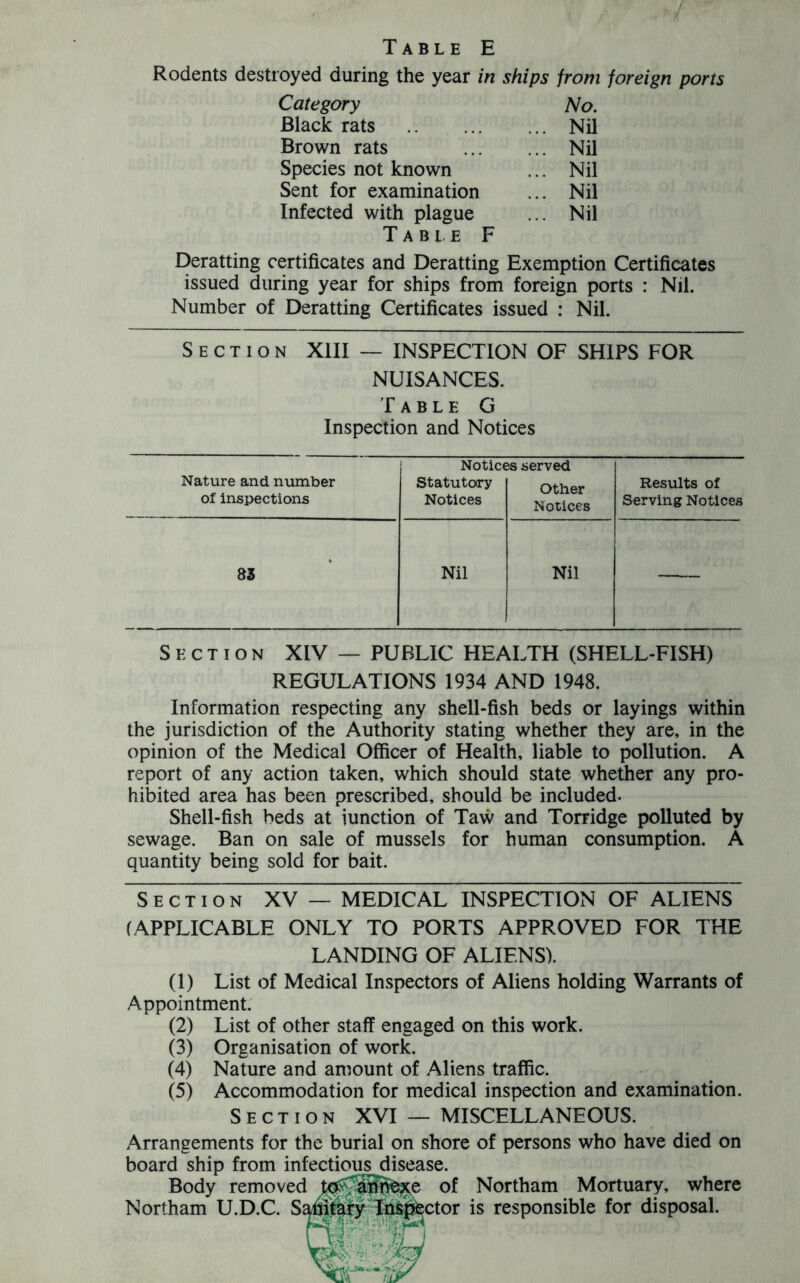 TABLE E
Rodents destroyed during the year in ships from foreign ports
Category No.
Black rats .. ... ... Nil
Brown rats ... ... Nil
Species not known ... Nil
Sent for examination ... Nil
Infected with plague ... Nil
TABLE F
Deratting certificates and Deratting Exemption Certificates
issued during year for ships from foreign ports : Nil.
Number of Deratting Certificates issued : Nil.
SECTION XIII — INSPECTION OF SHIPS FOR
NUISANCES.
TABLE G
Inspection and Notices
Notices served
Nature and number of inspections Statutory Notices Other Notices Results of Serving Notices
83 Nil Nil ——
SECTION XIV — PUBLIC HEALTH (SHELL-FISH)
REGULATIONS 1934 AND 1948.
Information respecting any shell-fish beds or layings within
the jurisdiction of the Authority stating whether they are, in the
opinion of the Medical Officer of Health, liable to pollution. A
report of any action taken, which should state whether any pro-
hibited area has been prescribed, should be included.
Shell-fish beds at junction of Taw and Torridge polluted by
sewage. Ban on sale of mussels for human consumption. A
quantity being sold for bait.
SECTION XV — MEDICAL INSPECTION OF ALIENS
(APPLICABLE ONLY TO PORTS APPROVED FOR THE
LANDING OF ALIENS).
(1) List of Medical Inspectors of Aliens holding Warrants of
Appointment.
(2) List of other staff engaged on this work.
(3) Organisation of work.
(4) Nature and amount of Aliens traffic.
(5) Accommodation for medical inspection and examination.
SECTION XVI — MISCELLANEOUS.
Arrangements for the burial on shore of persons who have died on
board ship from infectious disease.
Body removed to annexe of Northam Mortuary, where
Northam U.D.C. Sanitary Inspector is responsible for disposal.